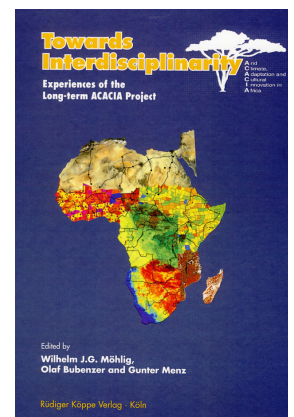 Towards
Interdisciplinarity
Experiences of the
Long-term ACACIA Project
Arid
Climate,
Adaptation and
Cultural
Innovation in
Africa
Edited by
Wilhelm J.G. Möhlig,
Olaf Bubenzer and Gunter Menz
Rüdiger Köppe Verlag · Köln